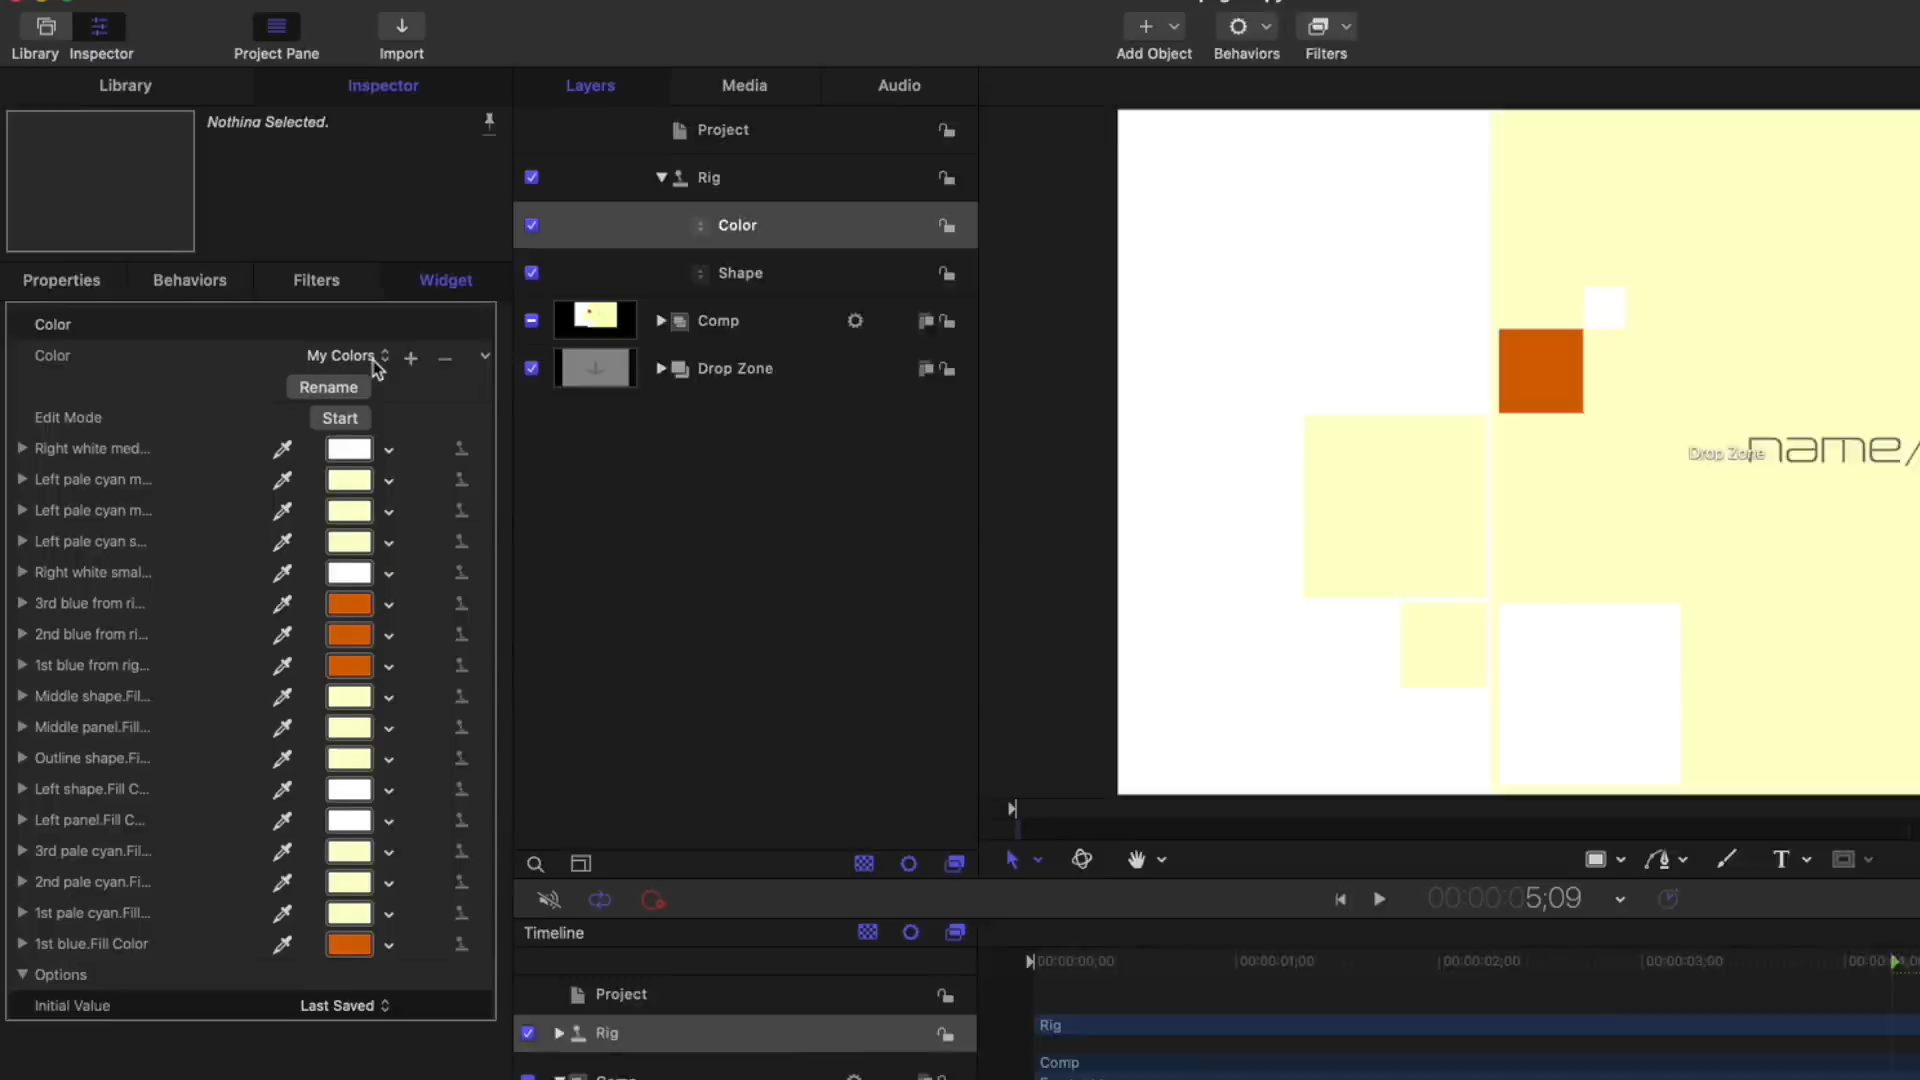 Library
Inspector
Project Pane
Import
Add Object
Behaviors
Filters
Library
Inspector
Layers
Media
Audio
Nothing Selected.
Project
Rig
Color
Shape
Comp
Drop Zone
Properties
Behaviors
Filters
Widget
Color
Color
My Colors
Rename
Edit Mode
Start
Right white med...
Left pale cyan m...
Left pale cyan m...
Left pale cyan s...
Right white smal...
3rd blue from ri...
2nd blue from ri...
1st blue from rig...
Middle shape.Fil...
Middle panel.Fill...
Outline shape.Fi...
Left shape.Fill C...
Left panel.Fill C...
3rd pale cyan.Fil...
2nd pale cyan.Fi...
1st pale cyan.Fill...
1st blue.Fill Color
Options
Initial Value
Last Saved
Drop Zone
name/
00:00:05;09
Timeline
00:00:00;00
00:00:01;00
00:00:02;00
00:00:03;00
Project
Rig
Rig
Comp